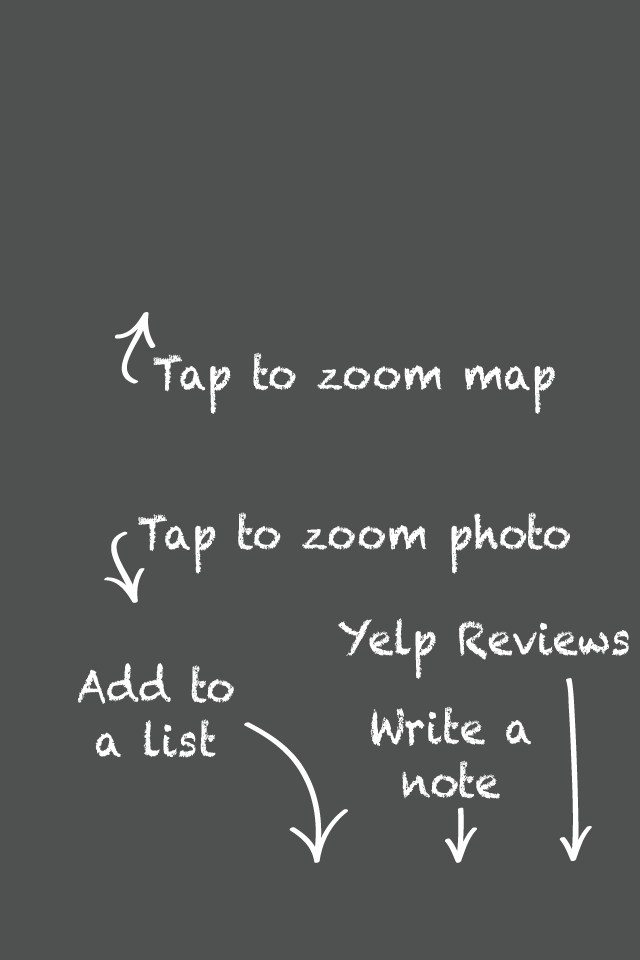 Tap to zoom map
Tap to zoom photo
Yelp Reviews
Add to
a list
Write a
note